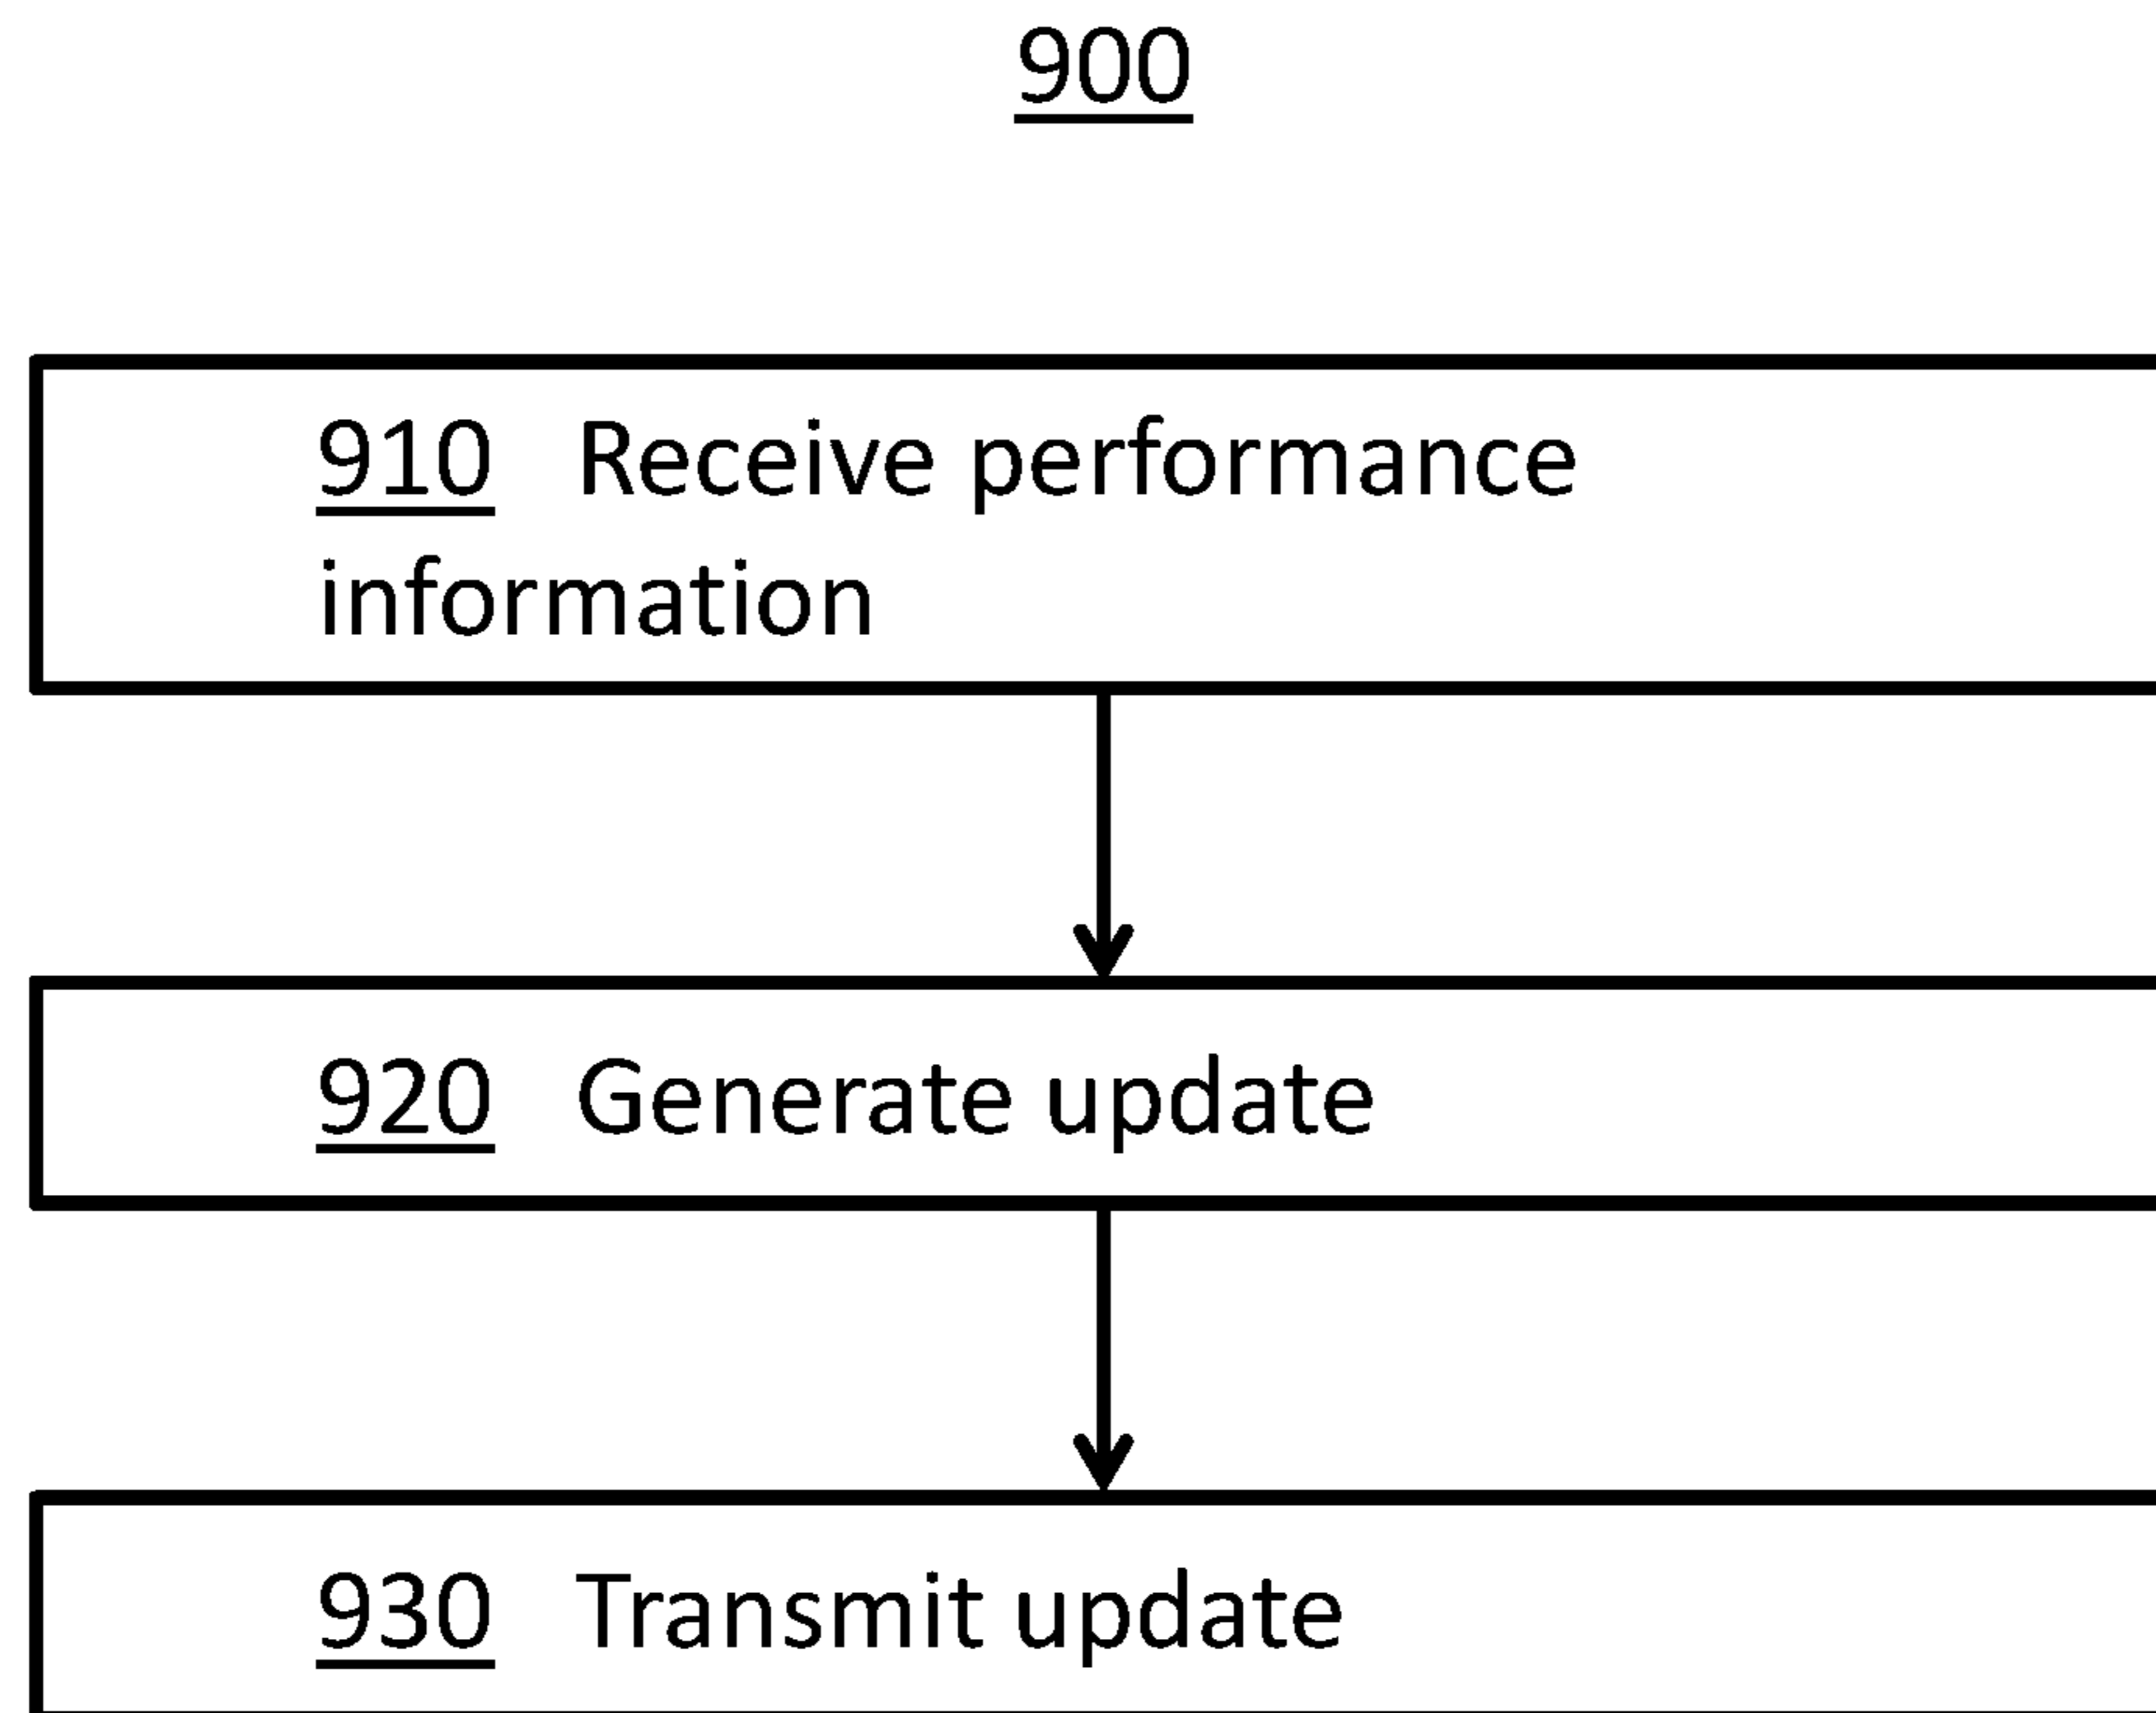 900
910 Receive performance
information
920 Generate update
930 Transmit update